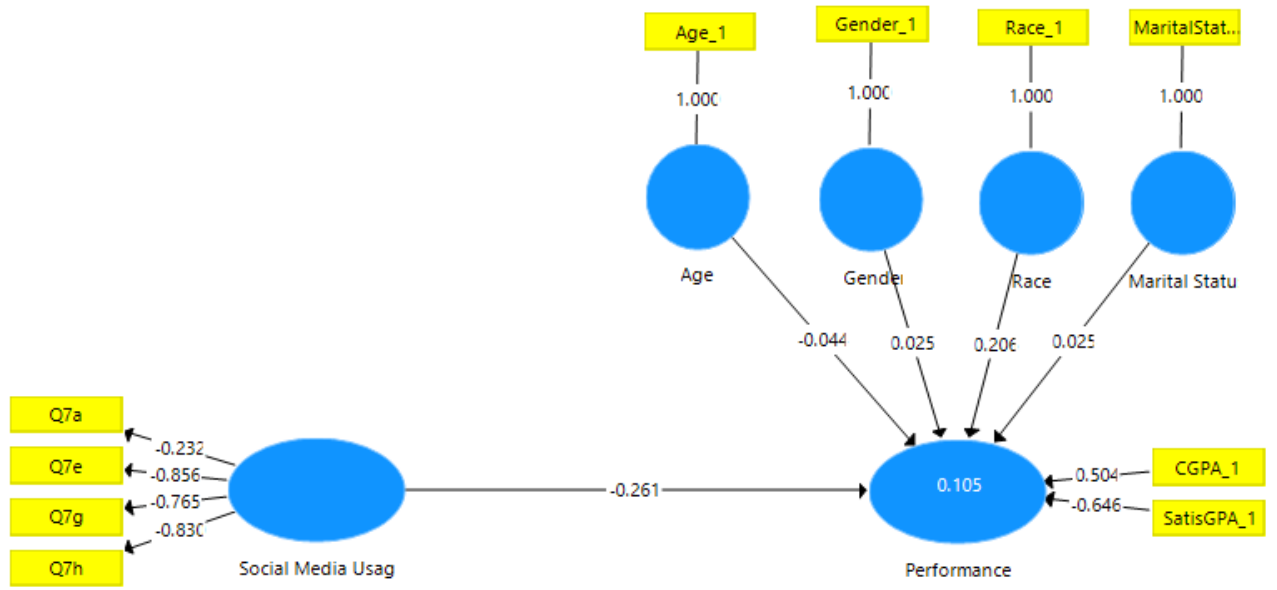 Age_1
Gender_1
Race_1
MaritalStat...
1.000
1.000
1.000
1.000
Age
Gender
Race
Marital Statu
-0.044
0.025
0.206
0.025
Q7a
Q7e
Q7g
Q7h
-0.232
-0.856
-0.765
-0.830
Social Media Usag
-0.261
0.105
Performance
0.504
-0.646
CGPA_1
SatisGPA_1